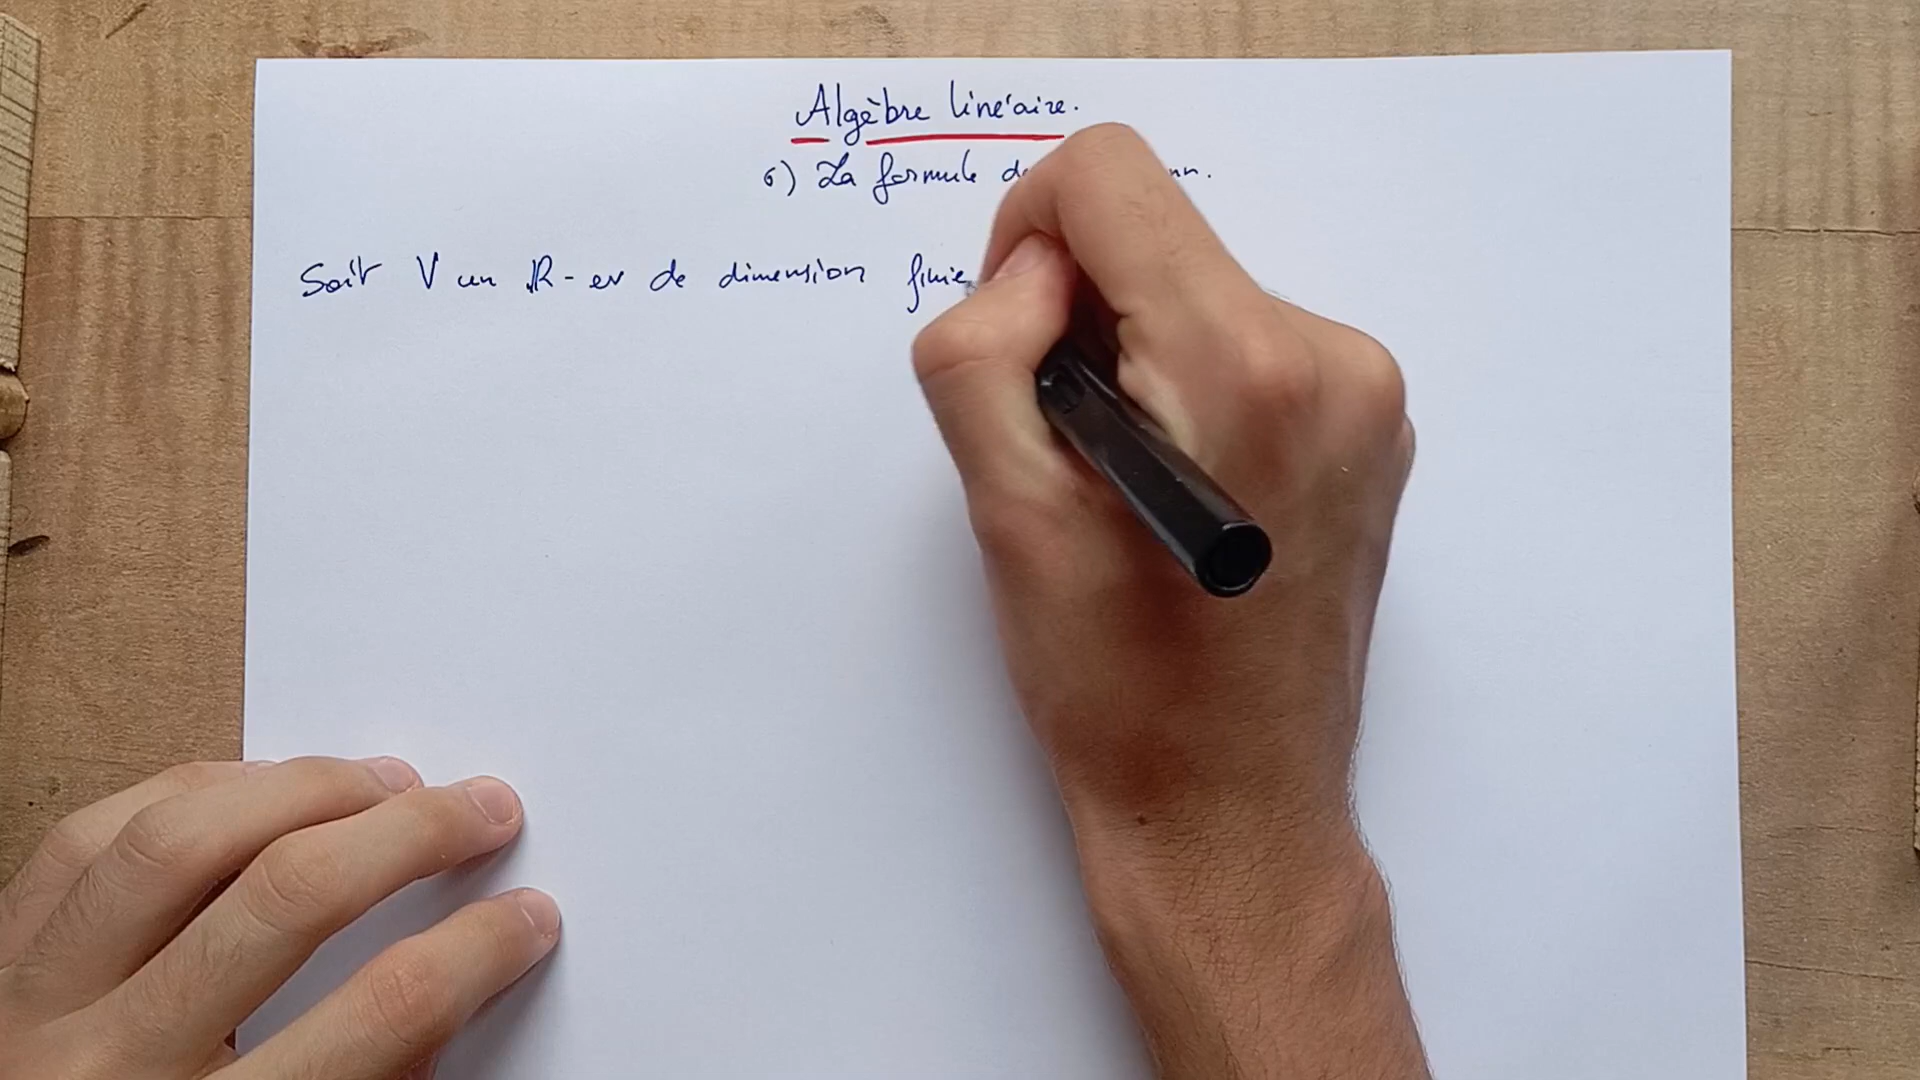 Algèbre linéaire.
6) La formule de
Soit V un R-ev de dimension finie